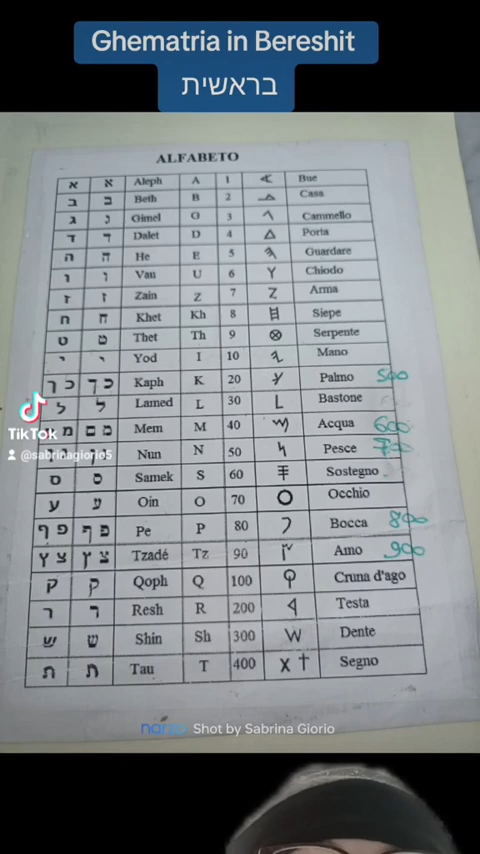 Ghematria in Bereshit
בראשית
ALFABETO
א א Aleph A 1 Bue
ב ב Beth B 2 Casa
ג ג Gimel G 3 Cammello
ד ד Dalet D 4 Porta
ה ה He E 5 Guardare
ו ו Vau U 6 Chiodo
ז ז Zain Z 7 Arma
ח ח Khet Kh 8 Siepe
ט ט Thet Th 9 Serpente
י י Yod I 10 Mano
כ ך כ ך Kaph K 20 Palmo 500
ל ל Lamed L 30 Bastone
מ מ ם Mem M 40 Acqua 600
Nun N 50 Pesce 700
ס ס Samek S 60 Sostegno
ע ע Oin O 70 Occhio
פ ף פ ף Pe P 80 Bocca 800
צ ץ צ ץ Tzadé Tz 90 Amo 900
ק ק Qoph Q 100 Cruna d'ago
ר ר Resh R 200 Testa
ש ש Shin Sh 300 Dente
ת ת Tau T 400 Segno
TikTok
@sabrinagiorio5
Shot by Sabrina Giorio